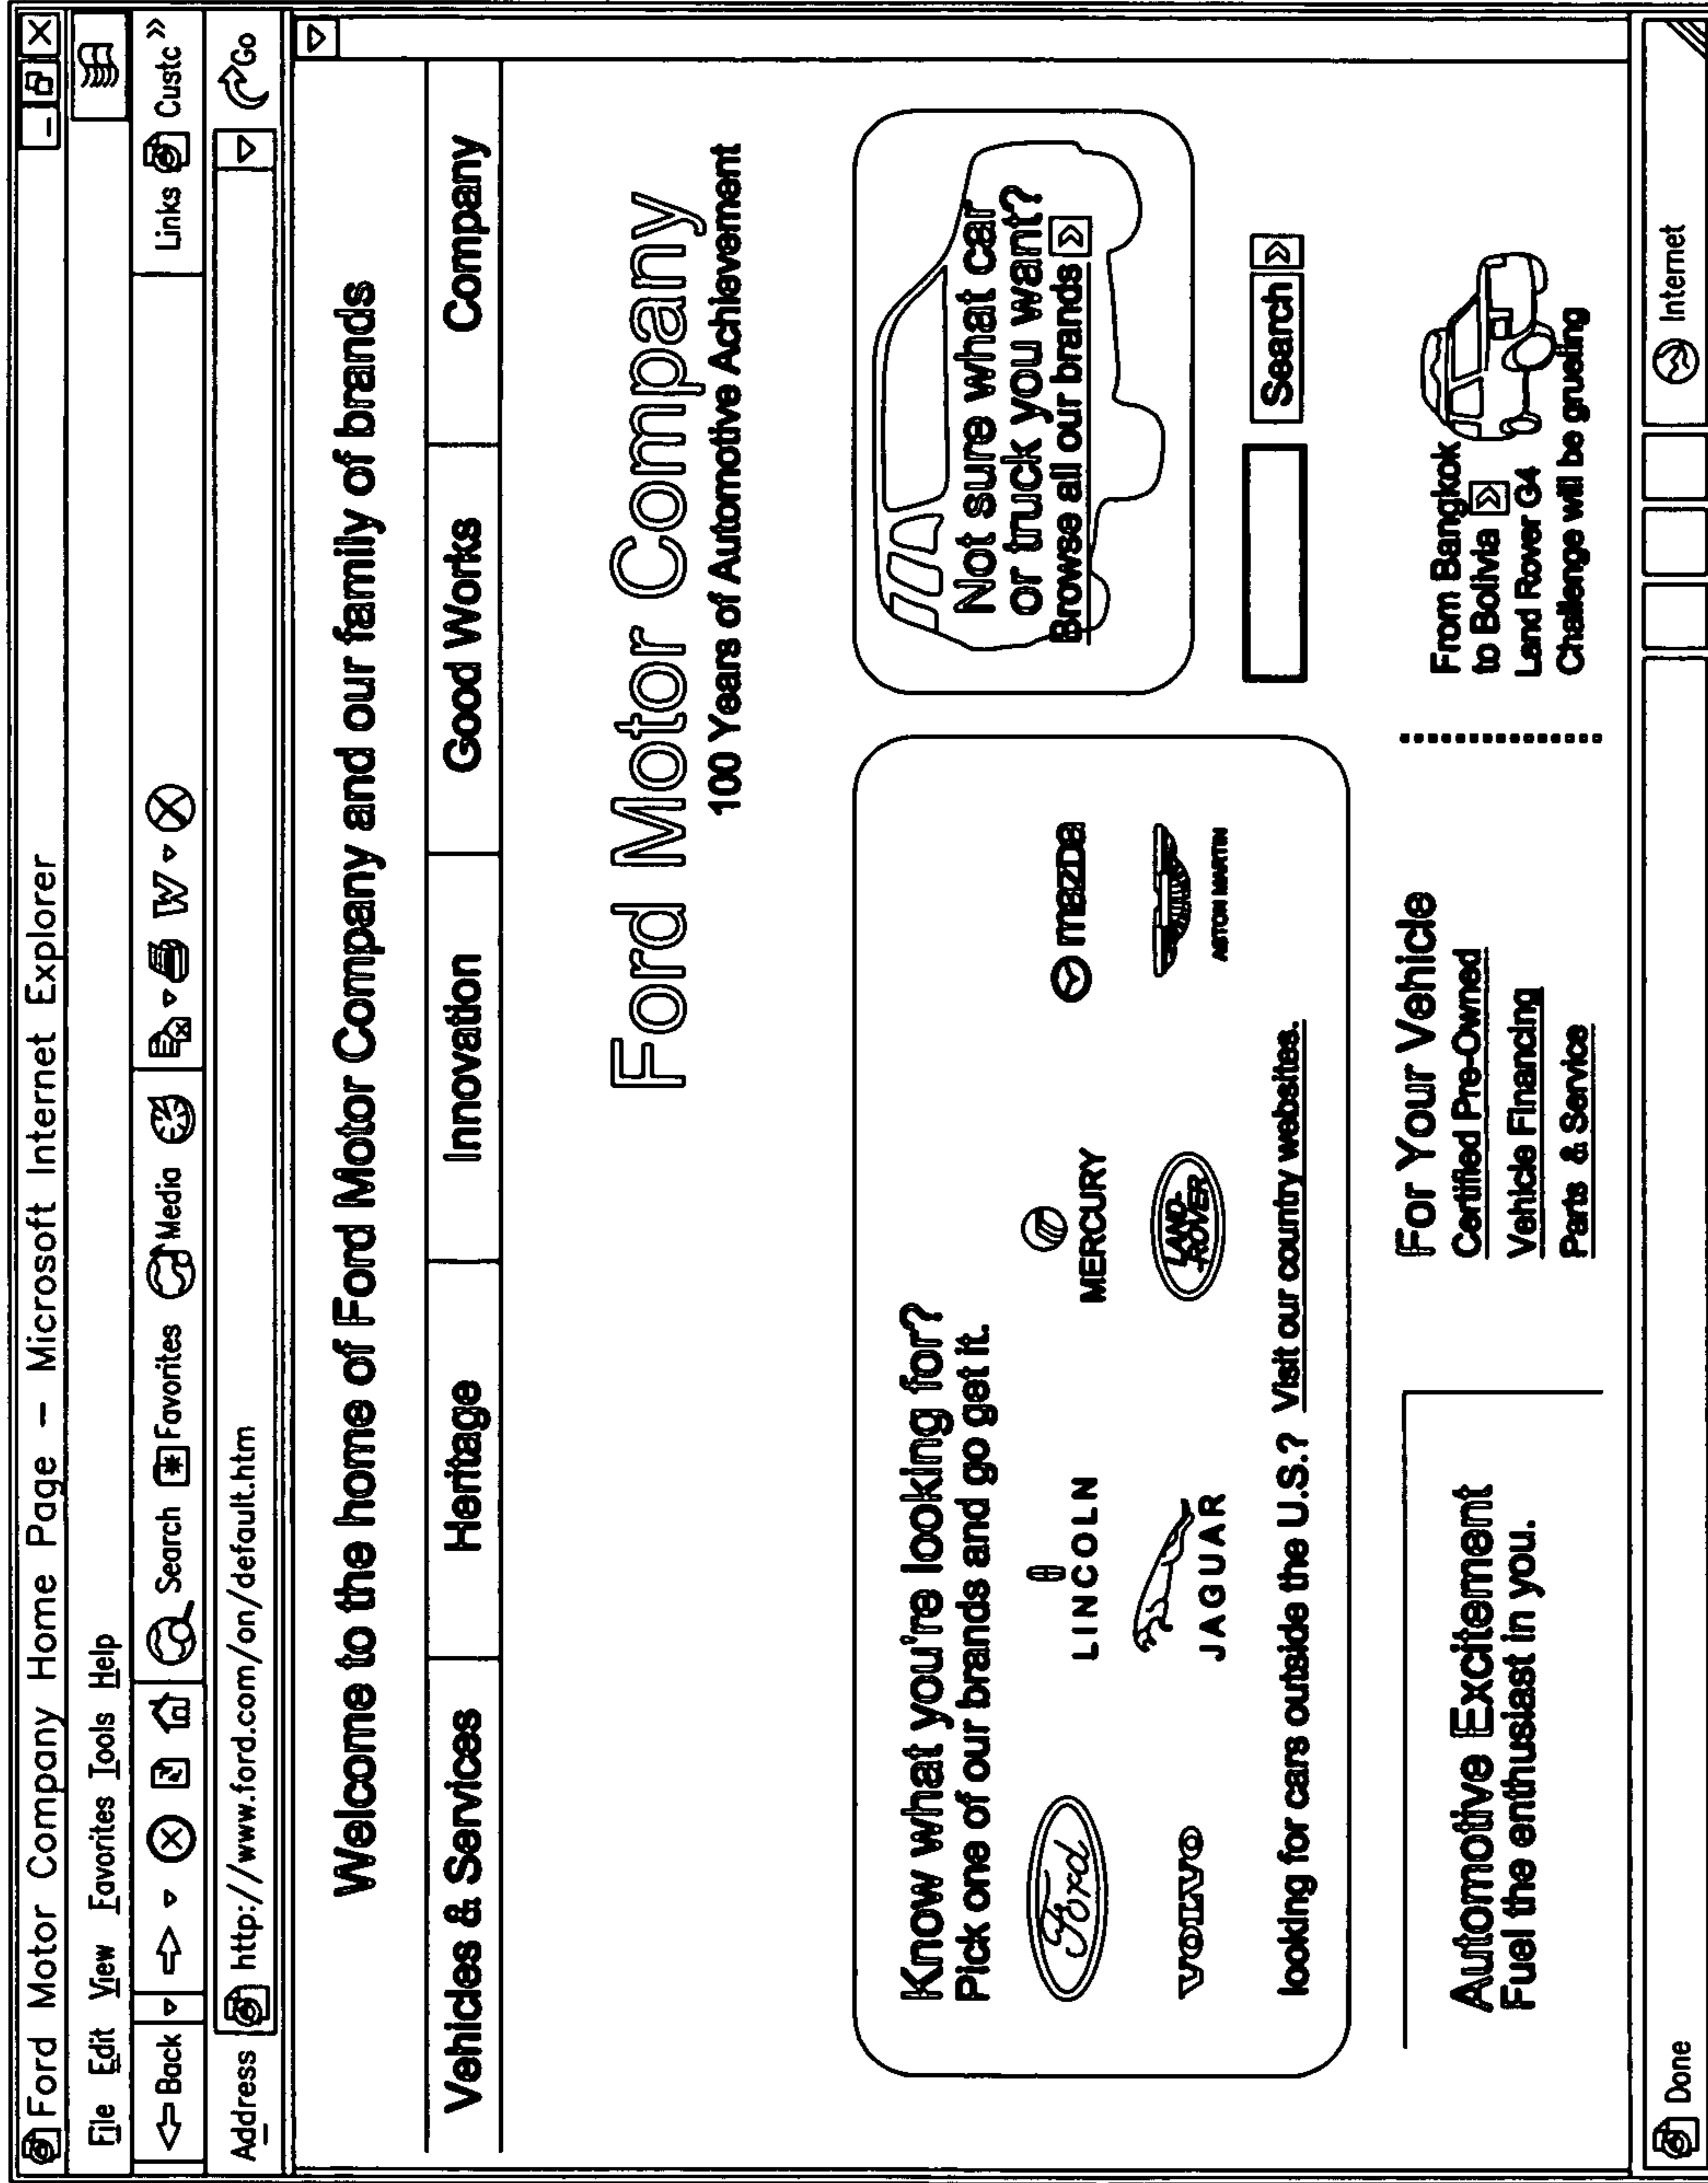 Ford Motor Company Home Page – Microsoft Internet Explorer
File Edit View Favorites Tools Help
Back Search Favorites Media W Links Custc »
Address http://www.ford.com/on/default.htm Go
Welcome to the home of Ford Motor Company and our family of brands
Vehicles & Services Heritage Innovation Good Works Company
Ford Motor Company
100 Years of Automotive Achievement
Know what you're looking for?
Pick one of our brands and go get it.
Ford LINCOLN MERCURY mazda
VOLVO JAGUAR LAND-ROVER ASTON MARTIN
looking for cars outside the U.S.? Visit our country websites.
Not sure what car
or truck you want?
Browse all our brands »
Search »
Automotive Excitement
Fuel the enthusiast in you.
For Your Vehicle
Certified Pre-Owned
Vehicle Financing
Parts & Service
From Bangkok
to Bolivia »
Land Rover G4
Challenge will be grueling
Done Internet